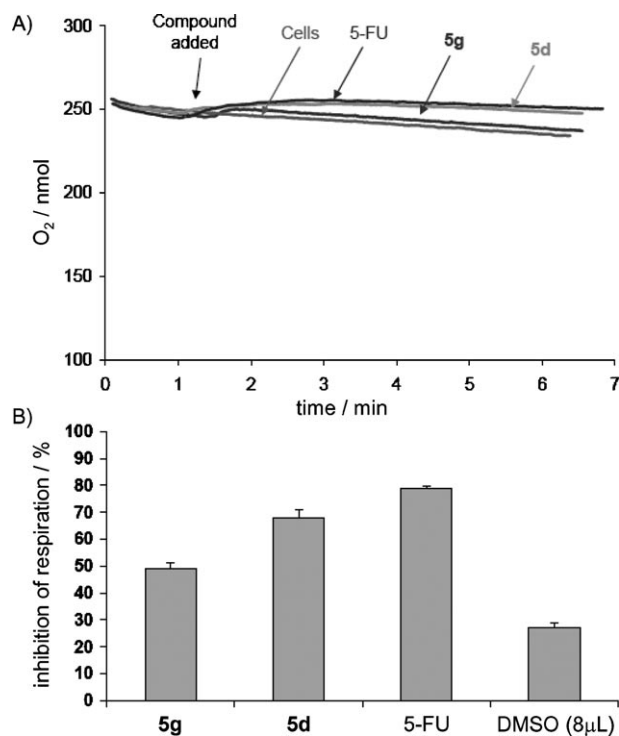 A)
Compound
added
Cells
5-FU
5g
5d
300
250
200
150
100
O₂ / nmol
0 1 2 3 4 5 6 7
time / min
B)
100
90
80
70
60
50
40
30
20
10
0
inhibition of respiration / %
5g 5d 5-FU DMSO (8μL)